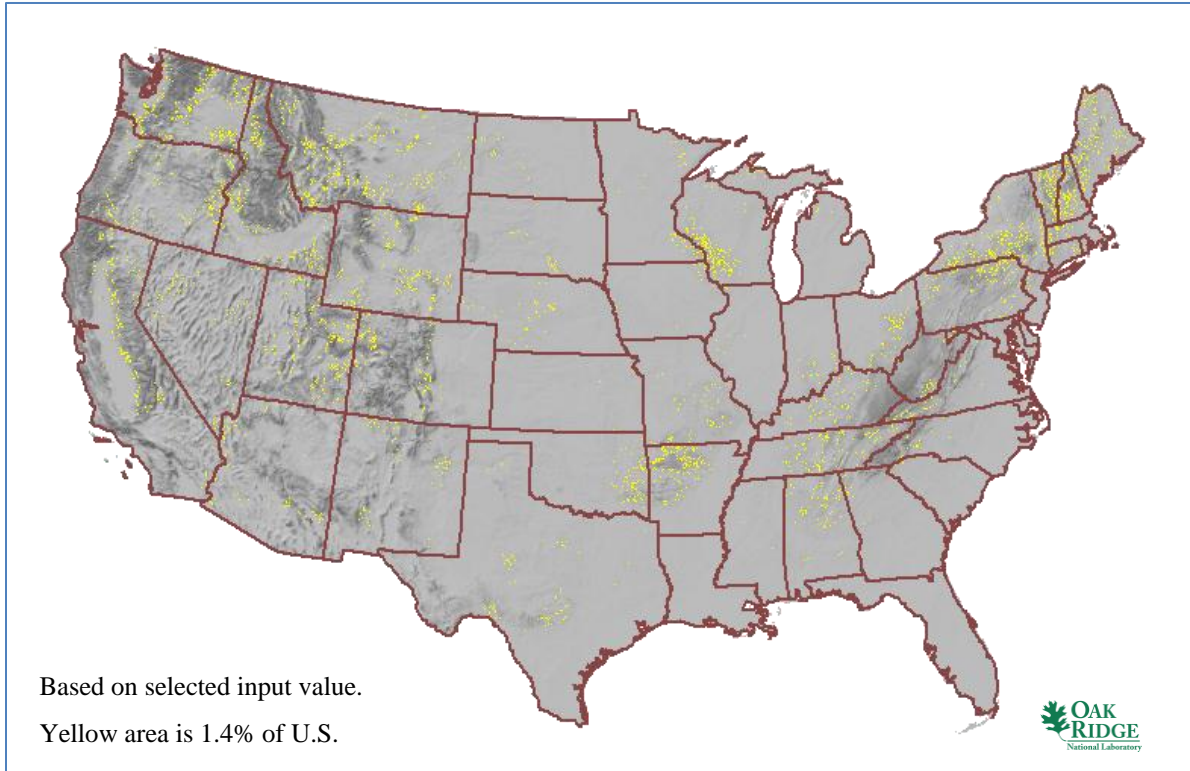 Based on selected input value.
Yellow area is 1.4% of U.S.
OAK
RIDGE
National Laboratory